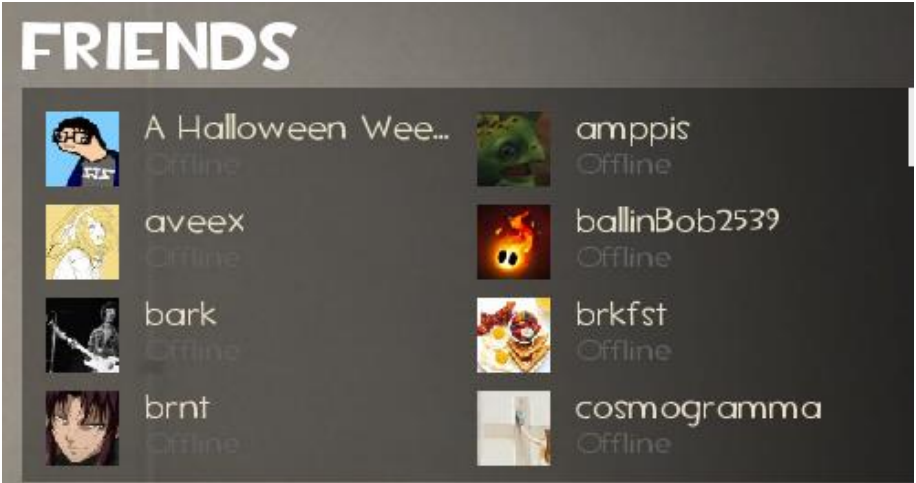 FRIENDS
A Halloween Wee...
Offline
amppis
Offline
aveex
Offline
ballinBob2539
Offline
bark
Offline
brkfst
Offline
brnt
Offline
cosmogramma
Offline